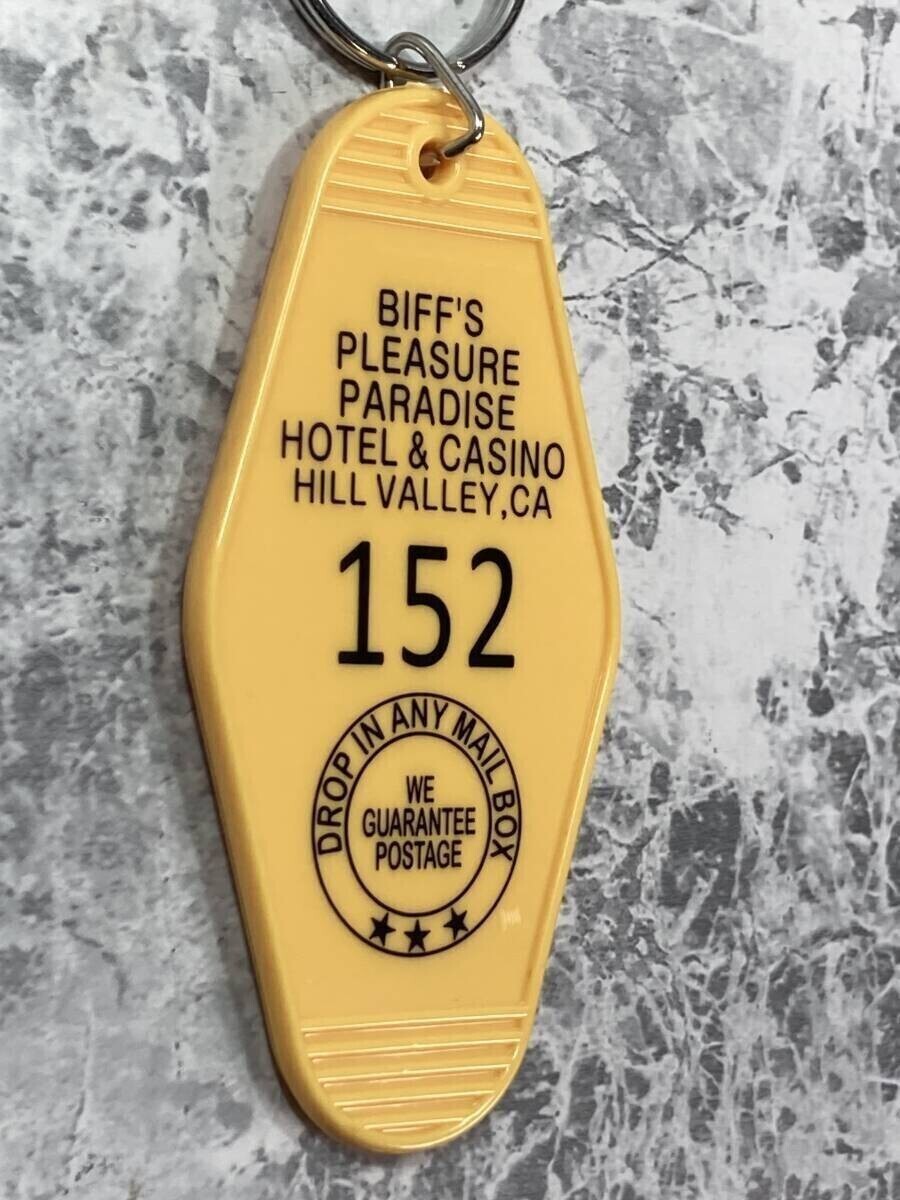 BIFF'S
PLEASURE
PARADISE
HOTEL & CASINO
HILL VALLEY,CA
152
DROP IN ANY MAIL BOX
WE
GUARANTEE
POSTAGE